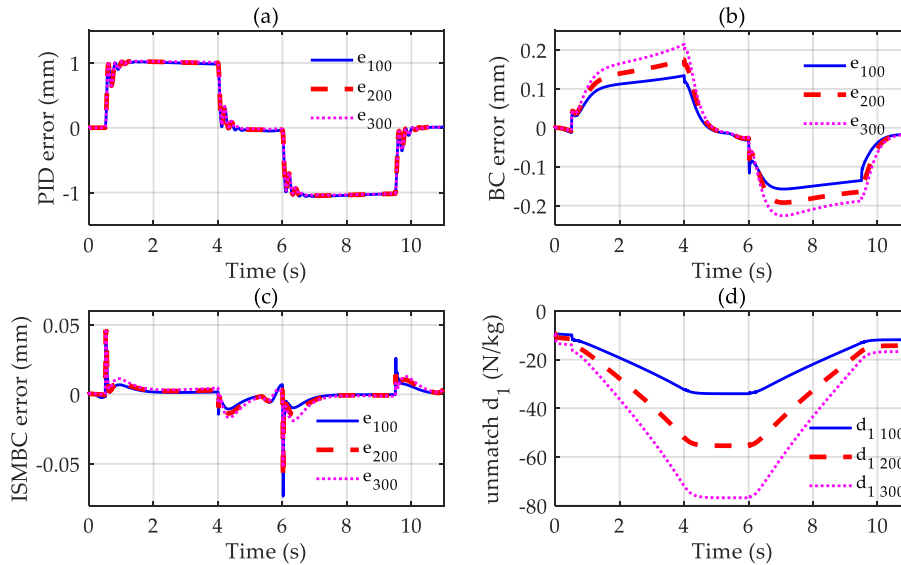 (a)
PID error (mm)
1
0
-1
e100
e200
e300
0 2 4 6 8 10
Time (s)
(b)
BC error (mm)
0.2
0.1
0
-0.1
-0.2
e100
e200
e300
0 2 4 6 8 10
Time (s)
(c)
ISMBC error (mm)
0.05
0
-0.05
e100
e200
e300
0 2 4 6 8 10
Time (s)
(d)
unmatch d1 (N/kg)
0
-20
-40
-60
-80
d1 100
d1 200
d1 300
0 2 4 6 8 10
Time (s)